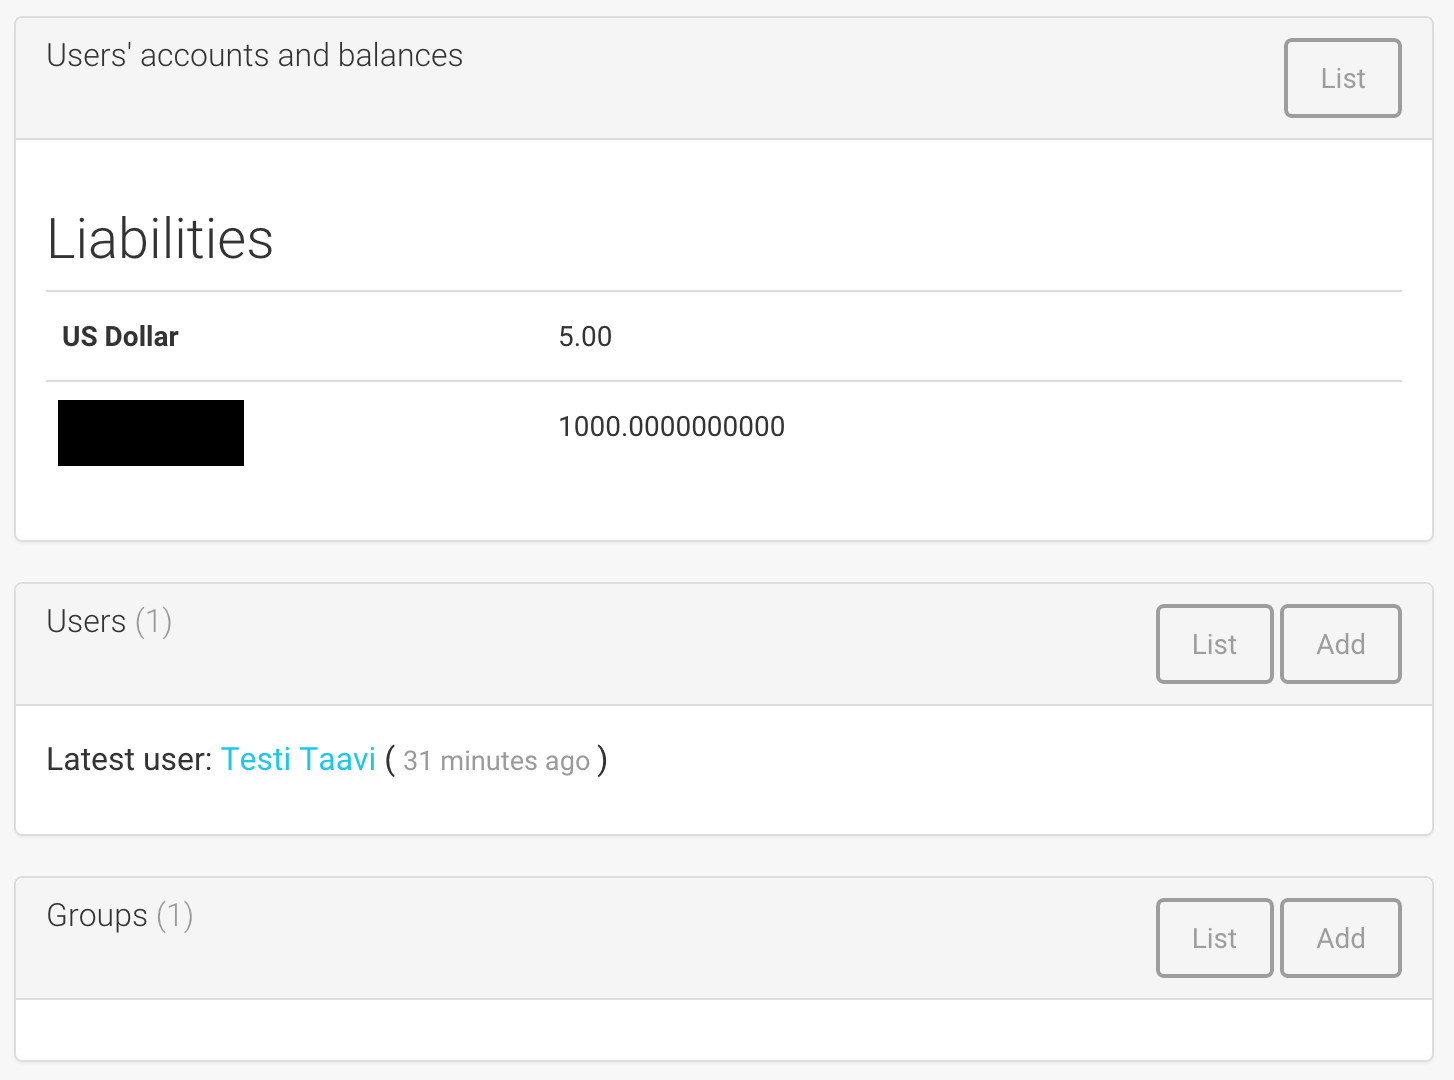 Users' accounts and balances
List
Liabilities
US Dollar 5.00
1000.0000000000
Users (1)
List Add
Latest user: Testi Taavi ( 31 minutes ago )
Groups (1)
List Add